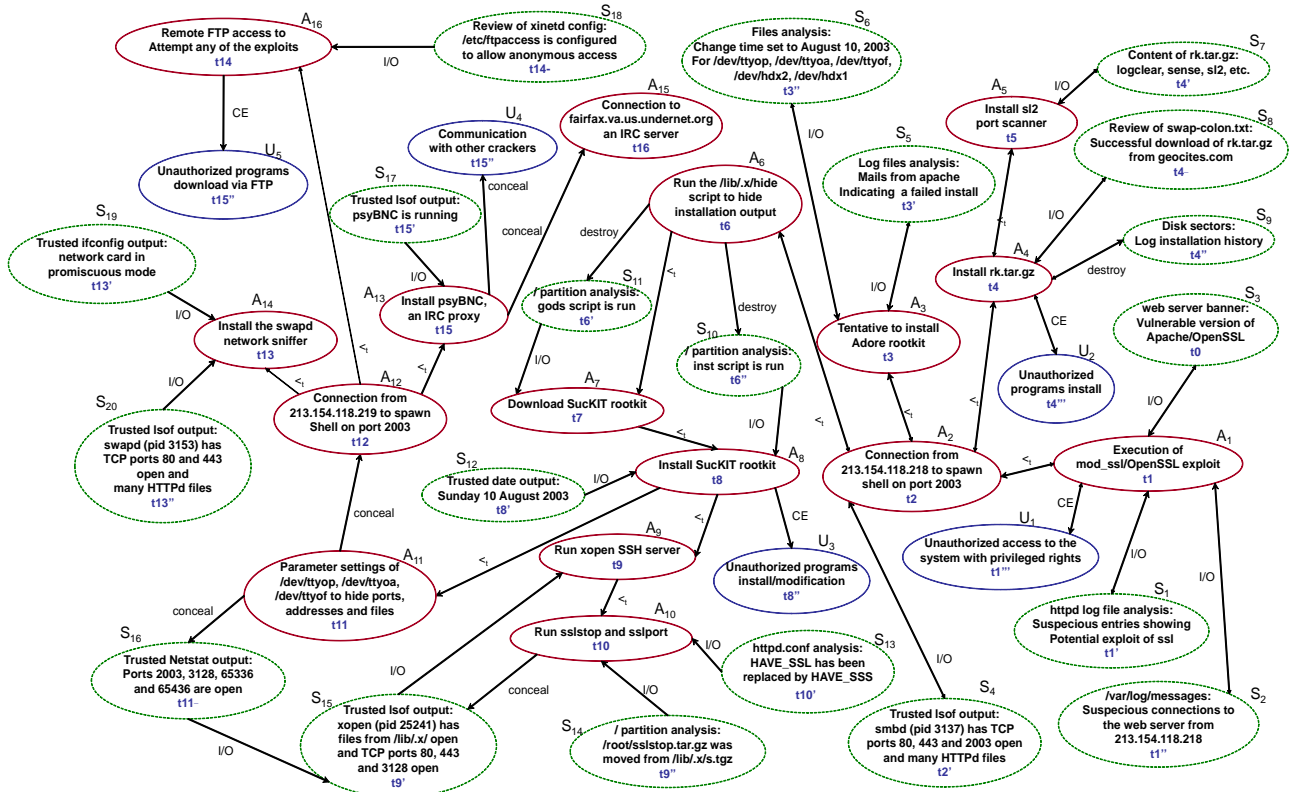 A16
Remote FTP access to
Attempt any of the exploits
t14
S18
Review of xinetd config:
/etc/ftpaccess is configured
to allow anonymous access
t14-
I/O
CE
U5
Unauthorized programs
download via FTP
t15"
S6
Files analysis:
Change time set to August 10, 2003
For /dev/ttyop, /dev/ttyoa, /dev/ttyof,
/dev/hdx2, /dev/hdx1
t3"
I/O
S7
Content of rk.tar.gz:
logclear, sense, sl2, etc.
t4'
I/O
A5
Install sl2
port scanner
t5
S8
Review of swap-colon.txt:
Successful download of rk.tar.gz
from geocites.com
t4-
I/O
<t
A15
Connection to
fairfax.va.us.undernet.org
an IRC server
t16
U4
Communication
with other crackers
t15"
conceal
conceal
S17
Trusted lsof output:
psyBNC is running
t15'
I/O
A13
Install psyBNC,
an IRC proxy
t15
S5
Log files analysis:
Mails from apache
Indicating a failed install
t3'
I/O
A6
Run the /lib/.x/hide
script to hide
installation output
t6
destroy
<t
destroy
S9
Disk sectors:
Log installation history
t4"
destroy
A4
Install rk.tar.gz
t4
CE
U2
Unauthorized
programs install
t4"'
<t
S19
Trusted ifconfig output:
network card in
promiscuous mode
t13'
I/O
A14
Install the swapd
network sniffer
t13
I/O
<t
<t
<t
S11
/ partition analysis:
gods script is run
t6'
I/O
S10
/ partition analysis:
inst script is run
t6"
I/O
A3
Tentative to install
Adore rootkit
t3
<t
<t
S3
web server banner:
Vulnerable version of
Apache/OpenSSL
t0
I/O
A12
Connection from
213.154.118.219 to spawn
Shell on port 2003
t12
A7
Download SucKIT rootkit
t7
<t
S20
Trusted lsof output:
swapd (pid 3153) has
TCP ports 80 and 443
open and
many HTTPd files
t13"
S12
Trusted date output:
Sunday 10 August 2003
t8'
I/O
A8
Install SucKIT rootkit
t8
<t
<t
CE
A2
Connection from
213.154.118.218 to spawn
shell on port 2003
t2
<t
A1
Execution of
mod_ssl/OpenSSL exploit
t1
CE
I/O
I/O
U1
Unauthorized access to the
system with privileged rights
t1"'
conceal
A11
Parameter settings of
/dev/ttyop, /dev/ttyoa,
/dev/ttyof to hide ports,
addresses and files
t11
conceal
A9
Run xopen SSH server
t9
<t
U3
Unauthorized programs
install/modification
t8"
S1
httpd log file analysis:
Suspicious entries showing
Potential exploit of ssl
t1'
A10
Run sslstop and sslport
t10
I/O
conceal
I/O
I/O
I/O
S13
httpd.conf analysis:
HAVE_SSL has been
replaced by HAVE_SSS
t10'
S16
Trusted Netstat output:
Ports 2003, 3128, 65336
and 65436 are open
t11-
I/O
S15
Trusted lsof output:
xopen (pid 25241) has
files from /lib/.x/ open
and TCP ports 80, 443
and 3128 open
t9'
S14
/ partition analysis:
/root/sslstop.tar.gz was
moved from /lib/.x/s.tgz
t9"
S4
Trusted lsof output:
smbd (pid 3137) has TCP
ports 80, 443 and 2003 open
and many HTTPd files
t2'
S2
/var/log/messages:
Suspecious connections to
the web server from
213.154.118.218
t1"